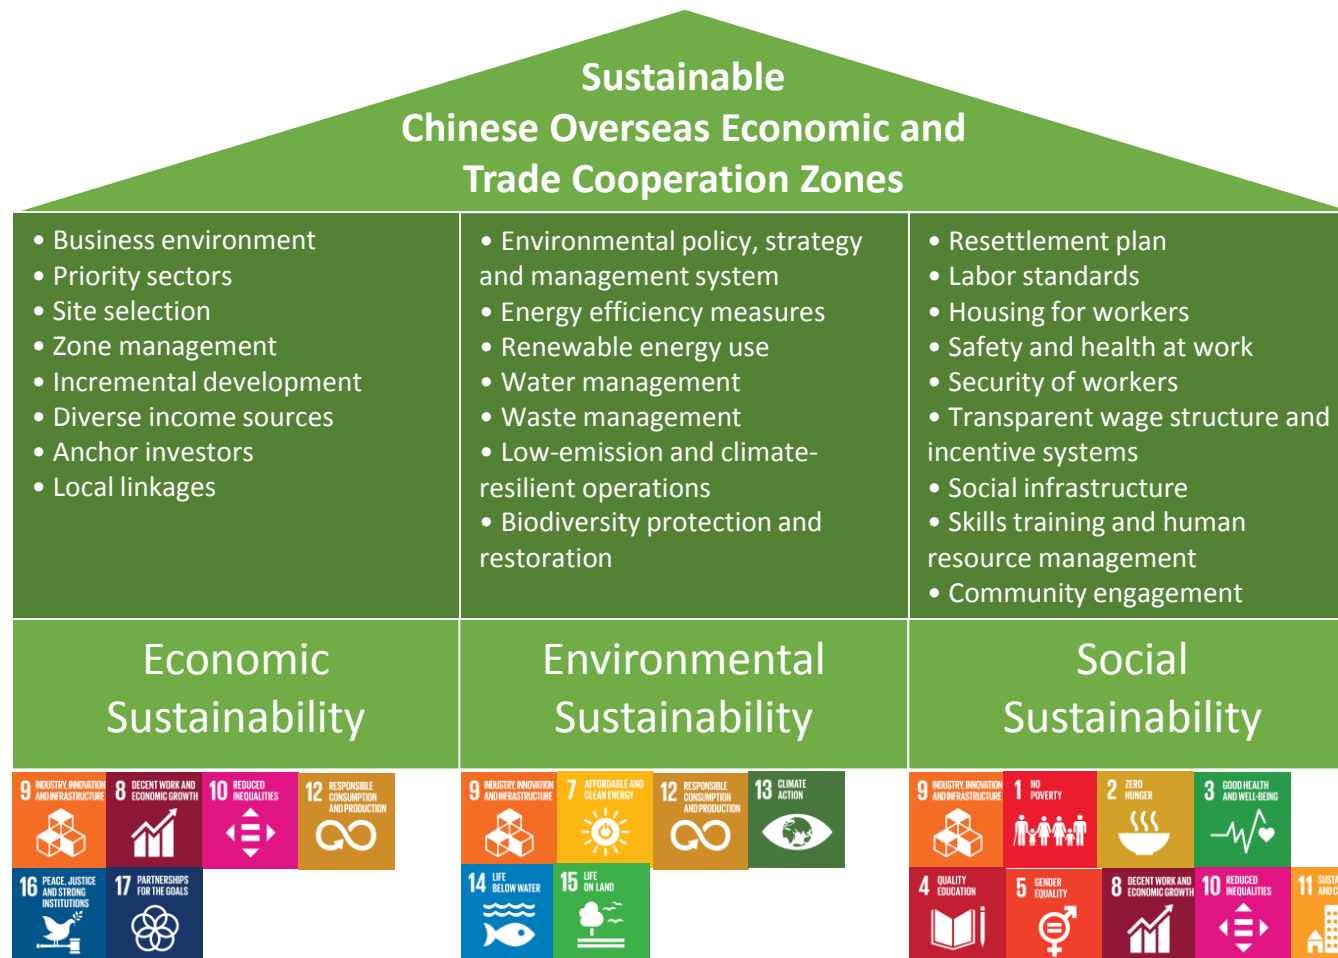 Sustainable
Chinese Overseas Economic and
Trade Cooperation Zones
• Business environment
• Priority sectors
• Site selection
• Zone management
• Incremental development
• Diverse income sources
• Anchor investors
• Local linkages
• Environmental policy, strategy
and management system
• Energy efficiency measures
• Renewable energy use
• Water management
• Waste management
• Low-emission and climate-
resilient operations
• Biodiversity protection and
restoration
• Resettlement plan
• Labor standards
• Housing for workers
• Safety and health at work
• Security of workers
• Transparent wage structure and
incentive systems
• Social infrastructure
• Skills training and human
resource management
• Community engagement
Economic
Sustainability
Environmental
Sustainability
Social
Sustainability
9 INDUSTRY, INNOVATION
AND INFRASTRUCTURE
8 DECENT WORK AND
ECONOMIC GROWTH
10 REDUCED
INEQUALITIES
12 RESPONSIBLE
CONSUMPTION
AND PRODUCTION
16 PEACE, JUSTICE
AND STRONG
INSTITUTIONS
17 PARTNERSHIPS
FOR THE GOALS
9 INDUSTRY, INNOVATION
AND INFRASTRUCTURE
7 AFFORDABLE AND
CLEAN ENERGY
12 RESPONSIBLE
CONSUMPTION
AND PRODUCTION
13 CLIMATE
ACTION
14 LIFE
BELOW WATER
15 LIFE
ON LAND
9 INDUSTRY, INNOVATION
AND INFRASTRUCTURE
1 NO
POVERTY
2 ZERO
HUNGER
3 GOOD HEALTH
AND WELL-BEING
4 QUALITY
EDUCATION
5 GENDER
EQUALITY
8 DECENT WORK AND
ECONOMIC GROWTH
10 REDUCED
INEQUALITIES
11 SUSTA
AND C